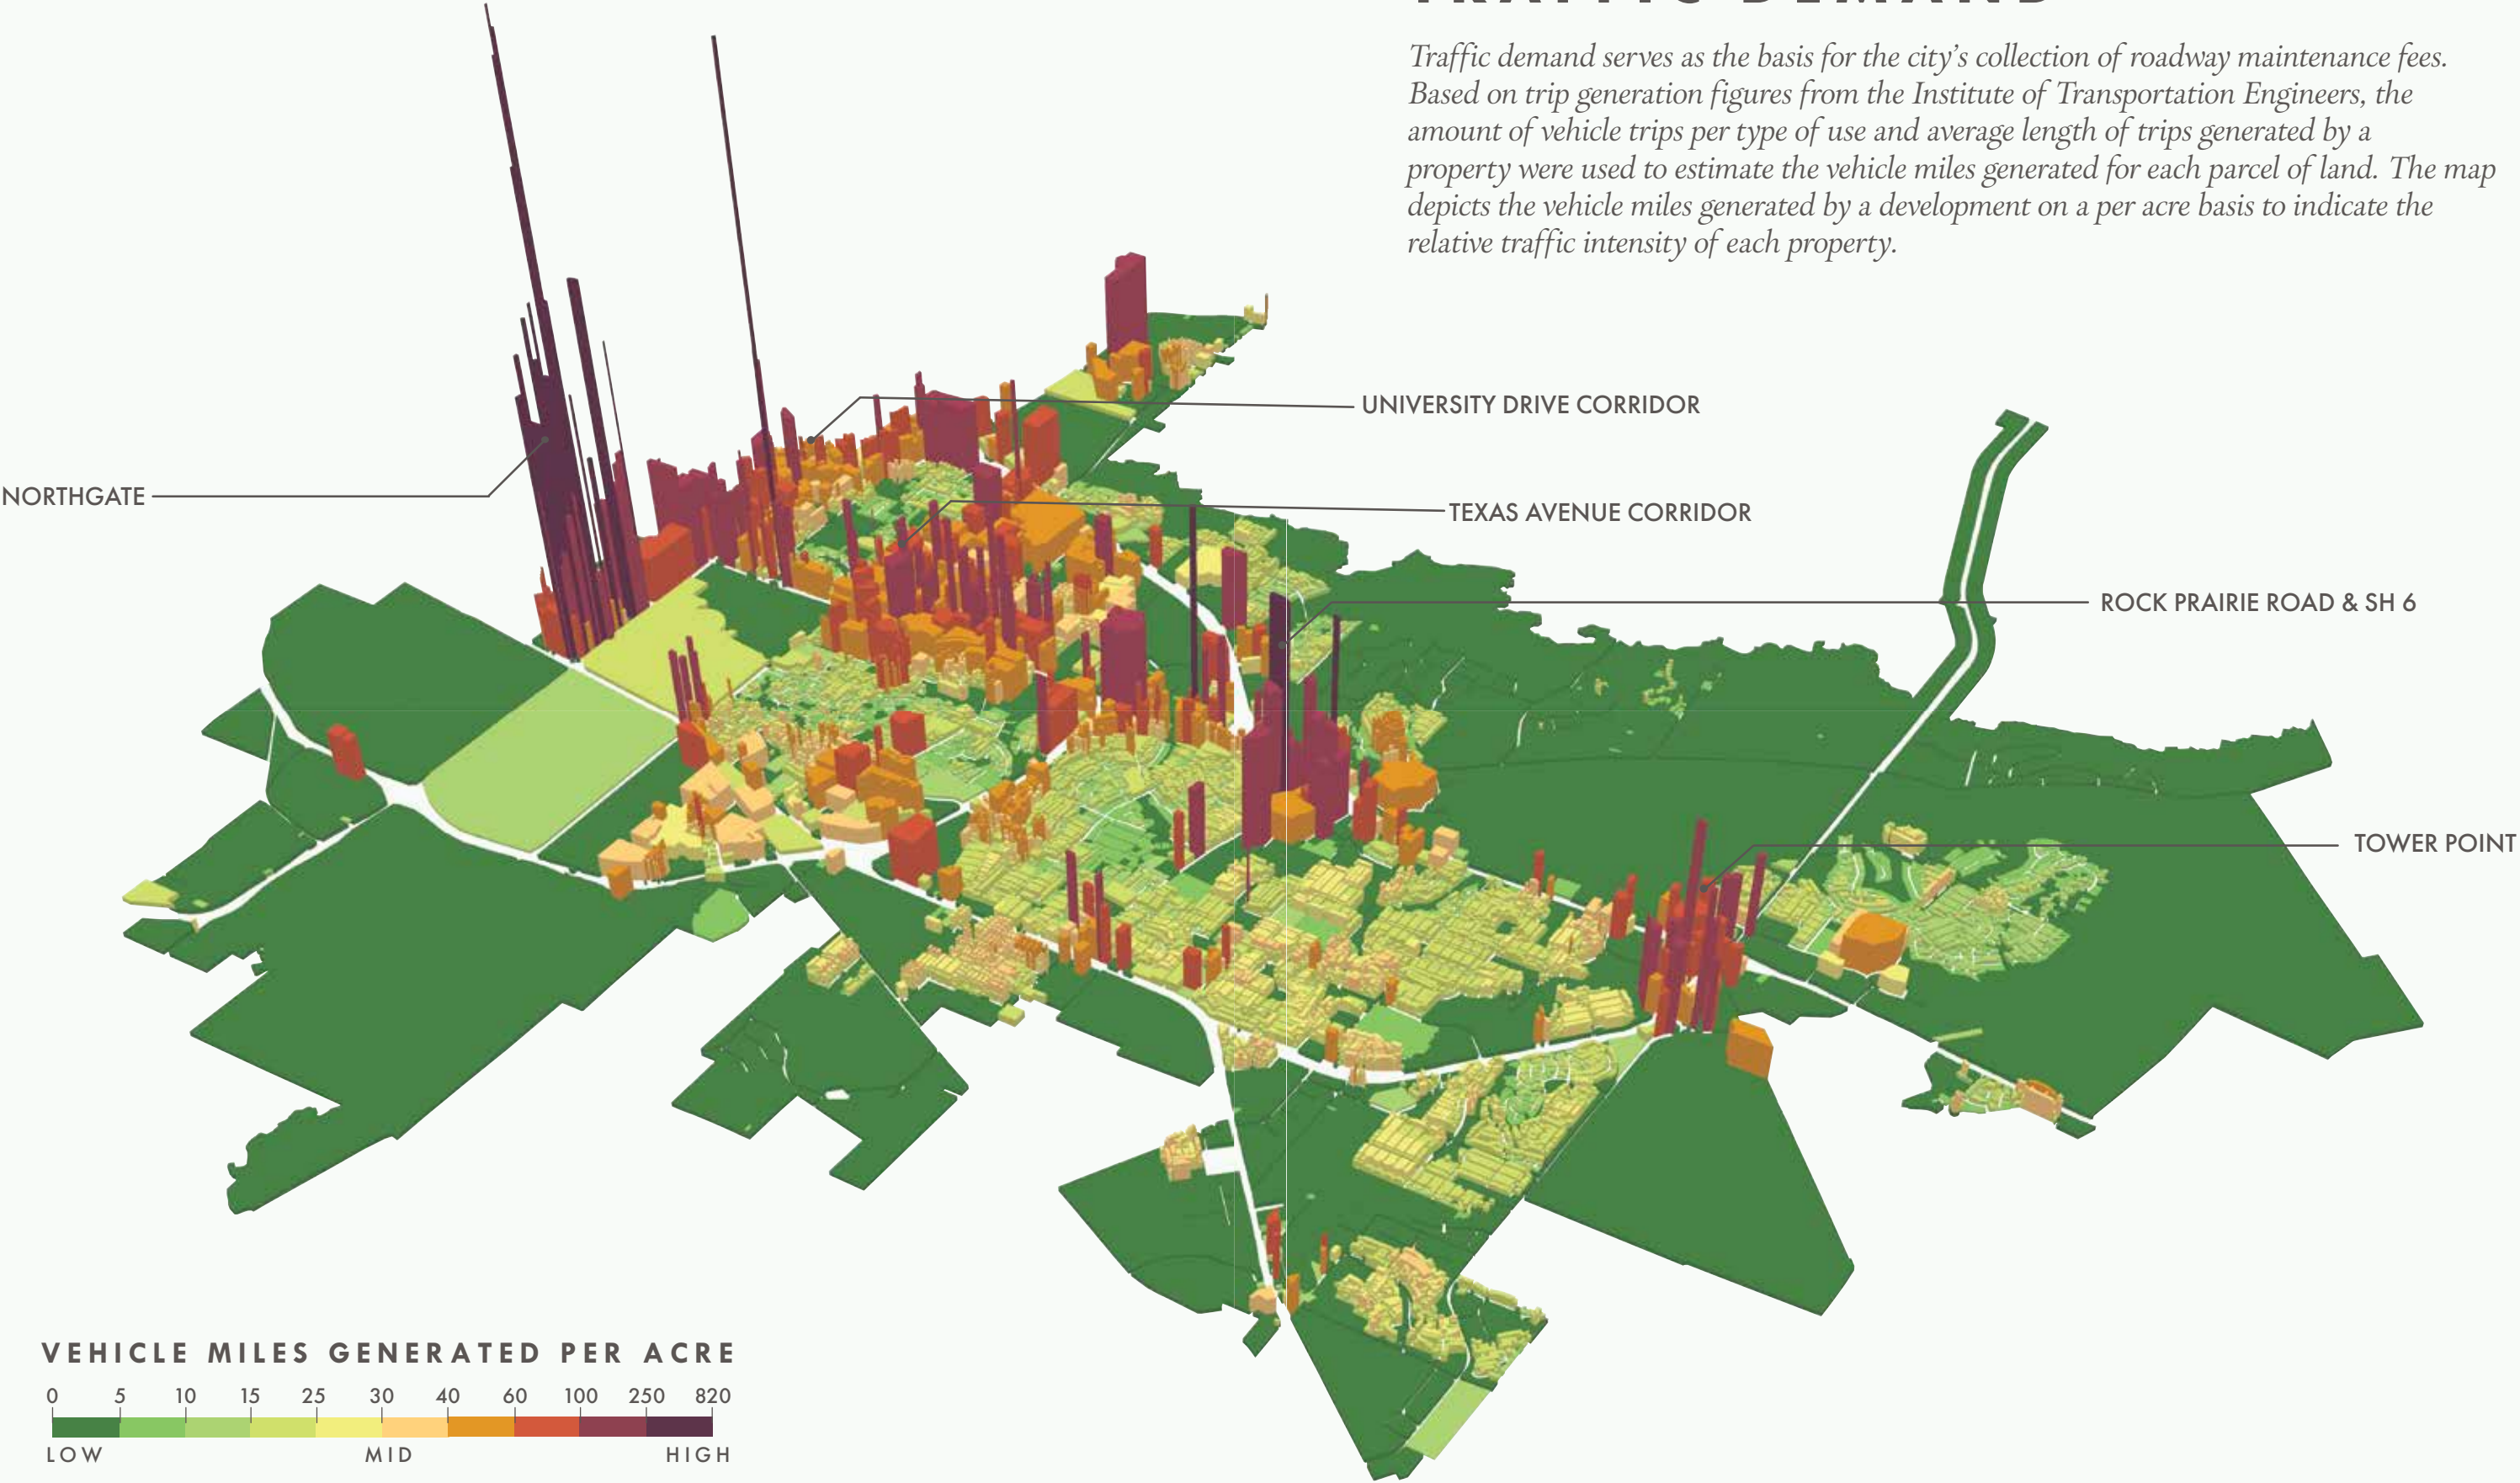 TRAFFIC DEMAND
Traffic demand serves as the basis for the city's collection of roadway maintenance fees.
Based on trip generation figures from the Institute of Transportation Engineers, the
amount of vehicle trips per type of use and average length of trips generated by a
property were used to estimate the vehicle miles generated for each parcel of land. The map
depicts the vehicle miles generated by a development on a per acre basis to indicate the
relative traffic intensity of each property.
UNIVERSITY DRIVE CORRIDOR
NORTHGATE
TEXAS AVENUE CORRIDOR
ROCK PRAIRIE ROAD & SH 6
TOWER POINT
VEHICLE MILES GENERATED PER ACRE
0 5 10 15 25 30 40 60 100 250 820
LOW MID HIGH